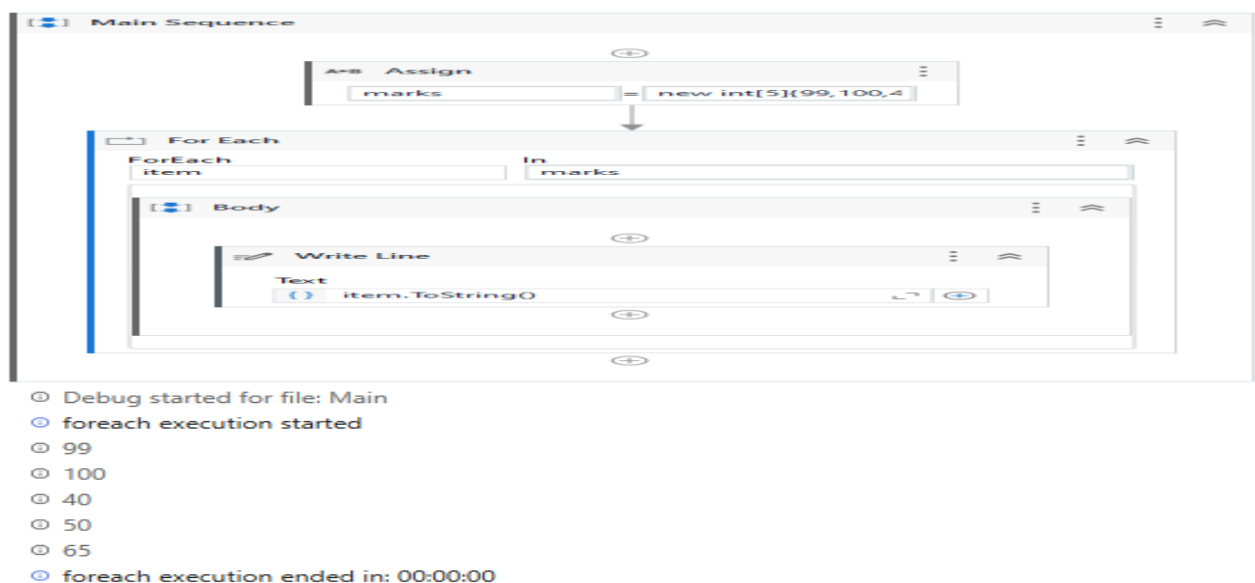 Main Sequence
A•B Assign
marks = new int[5]{99,100,4
For Each
ForEach In
item marks
Body
Write Line
Text
item.ToString()
Debug started for file: Main
foreach execution started
99
100
40
50
65
foreach execution ended in: 00:00:00